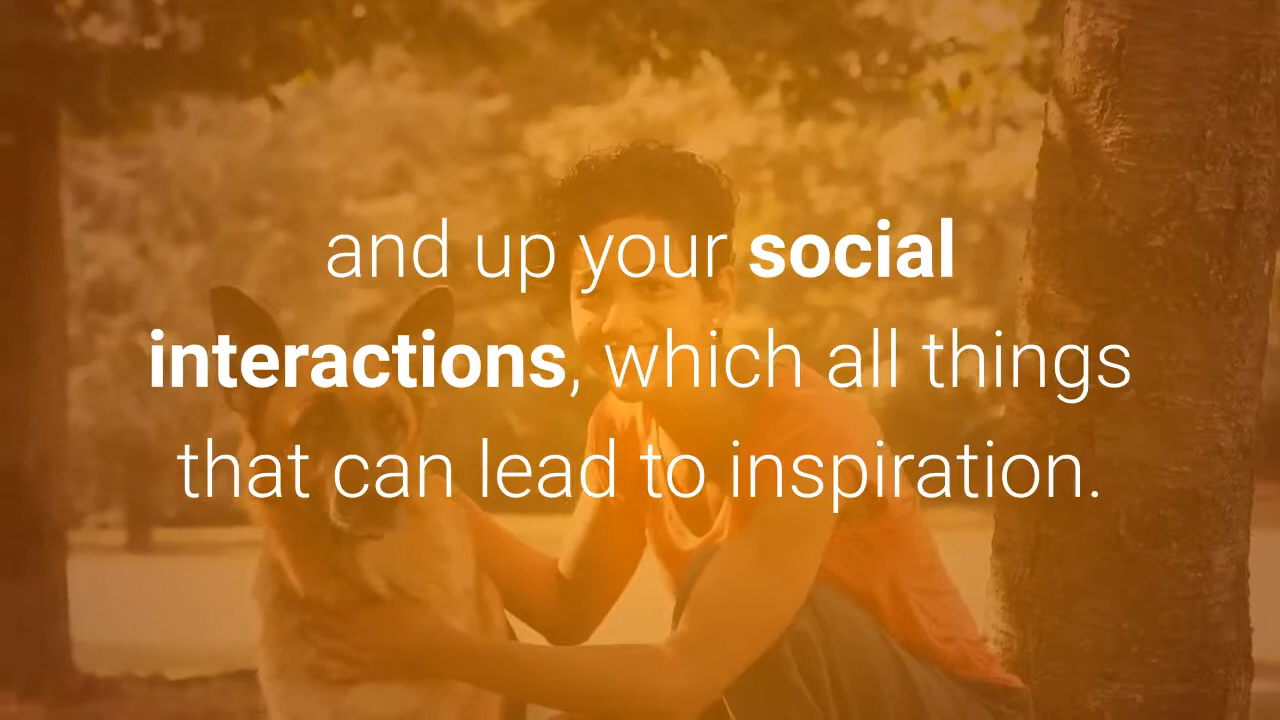 and up your social
interactions, which all things
that can lead to inspiration.